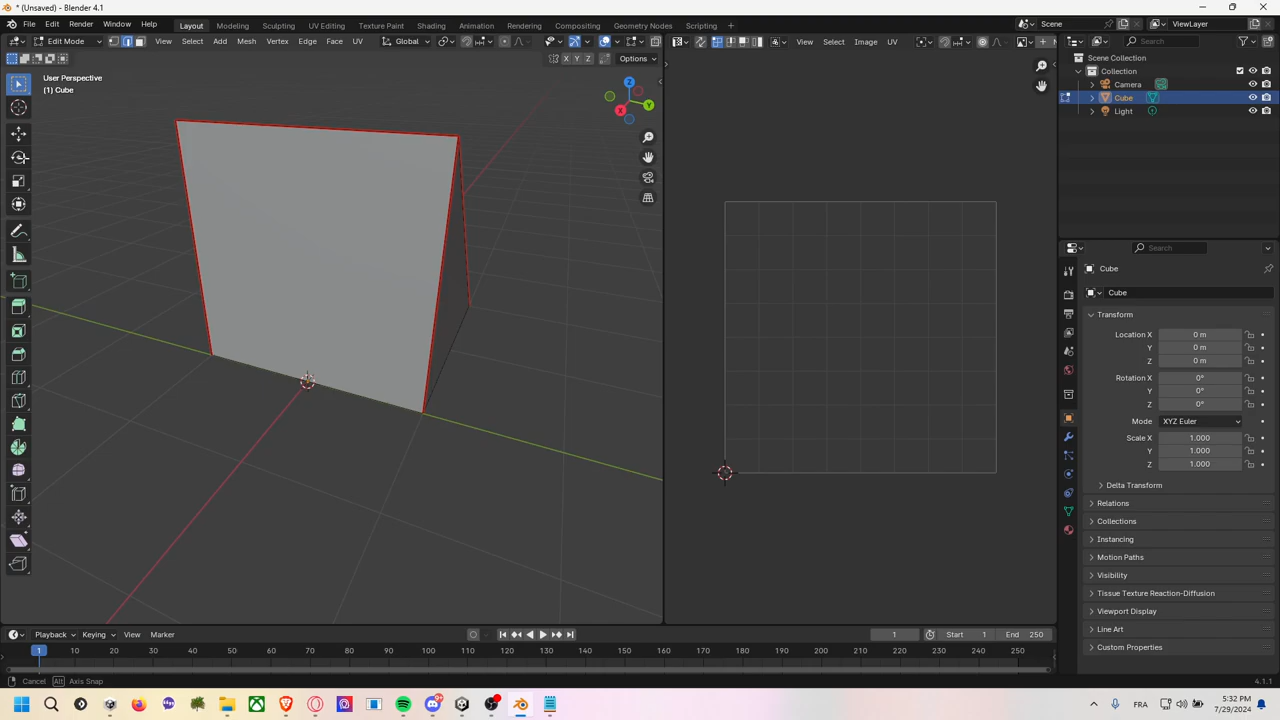 * (Unsaved) - Blender 4.1
File Edit Render Window Help
Layout Modeling Sculpting UV Editing Texture Paint Shading Animation Rendering Compositing Geometry Nodes Scripting +
Scene
ViewLayer
Edit Mode View Select Add Mesh Vertex Edge Face UV Global
View Select Image UV
Search
X Y Z Options
User Perspective
(1) Cube
Z
Y
X
Scene Collection
Collection
Camera
Cube
Light
Search
Cube
Cube
Transform
Location X 0 m
Y 0 m
Z 0 m
Rotation X 0°
Y 0°
Z 0°
Mode XYZ Euler
Scale X 1.000
Y 1.000
Z 1.000
Delta Transform
Relations
Collections
Instancing
Motion Paths
Visibility
Tissue Texture Reaction-Diffusion
Viewport Display
Line Art
Custom Properties
Playback Keying View Marker
1 Start 1 End 250
1 10 20 30 40 50 60 70 80 90 100 110 120 130 140 150 160 170 180 190 200 210 220 230 240 250
Cancel Alt Axis Snap
4.1.1
FRA
5:32 PM
7/29/2024